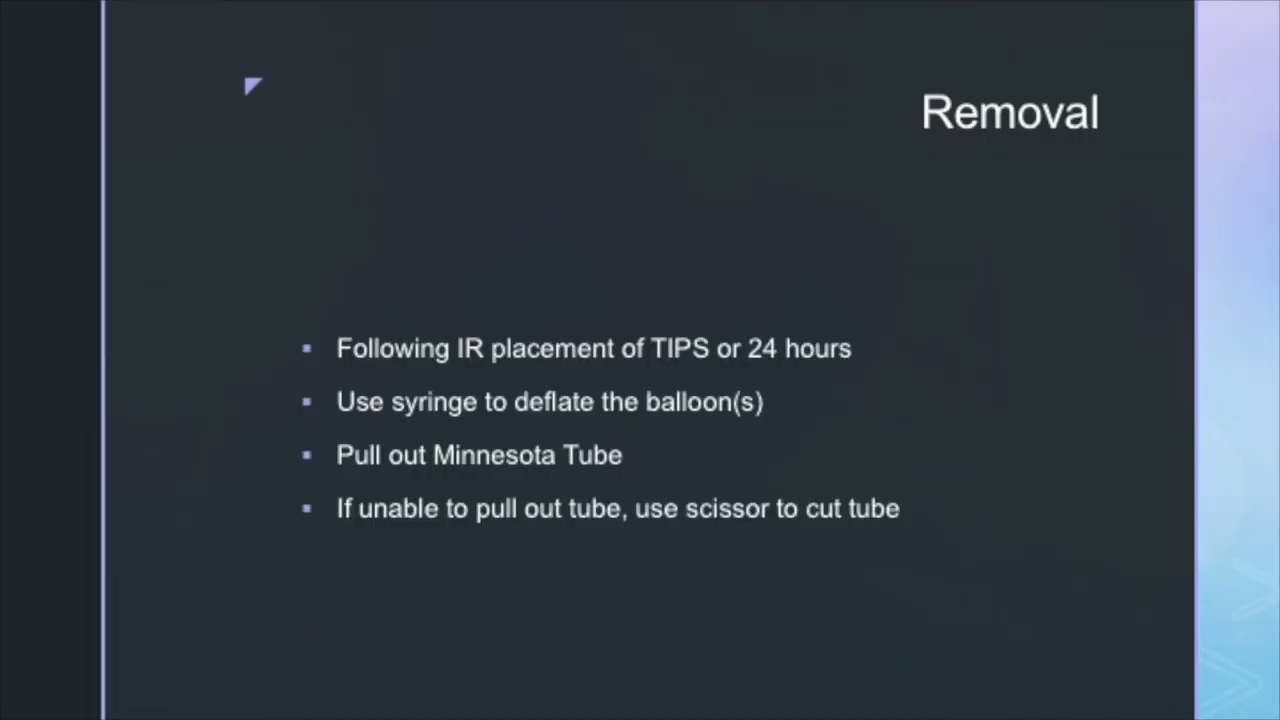 Removal
Following IR placement of TIPS or 24 hours
Use syringe to deflate the balloon(s)
Pull out Minnesota Tube
If unable to pull out tube, use scissor to cut tube